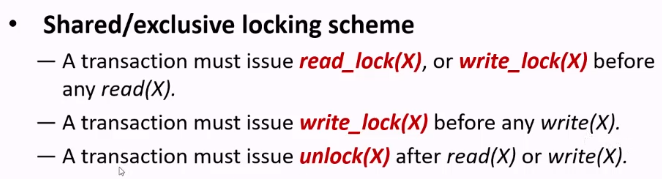 • Shared/exclusive locking scheme
— A transaction must issue read_lock(X), or write_lock(X) before
any read(X).
— A transaction must issue write_lock(X) before any write(X).
— A transaction must issue unlock(X) after read(X) or write(X).